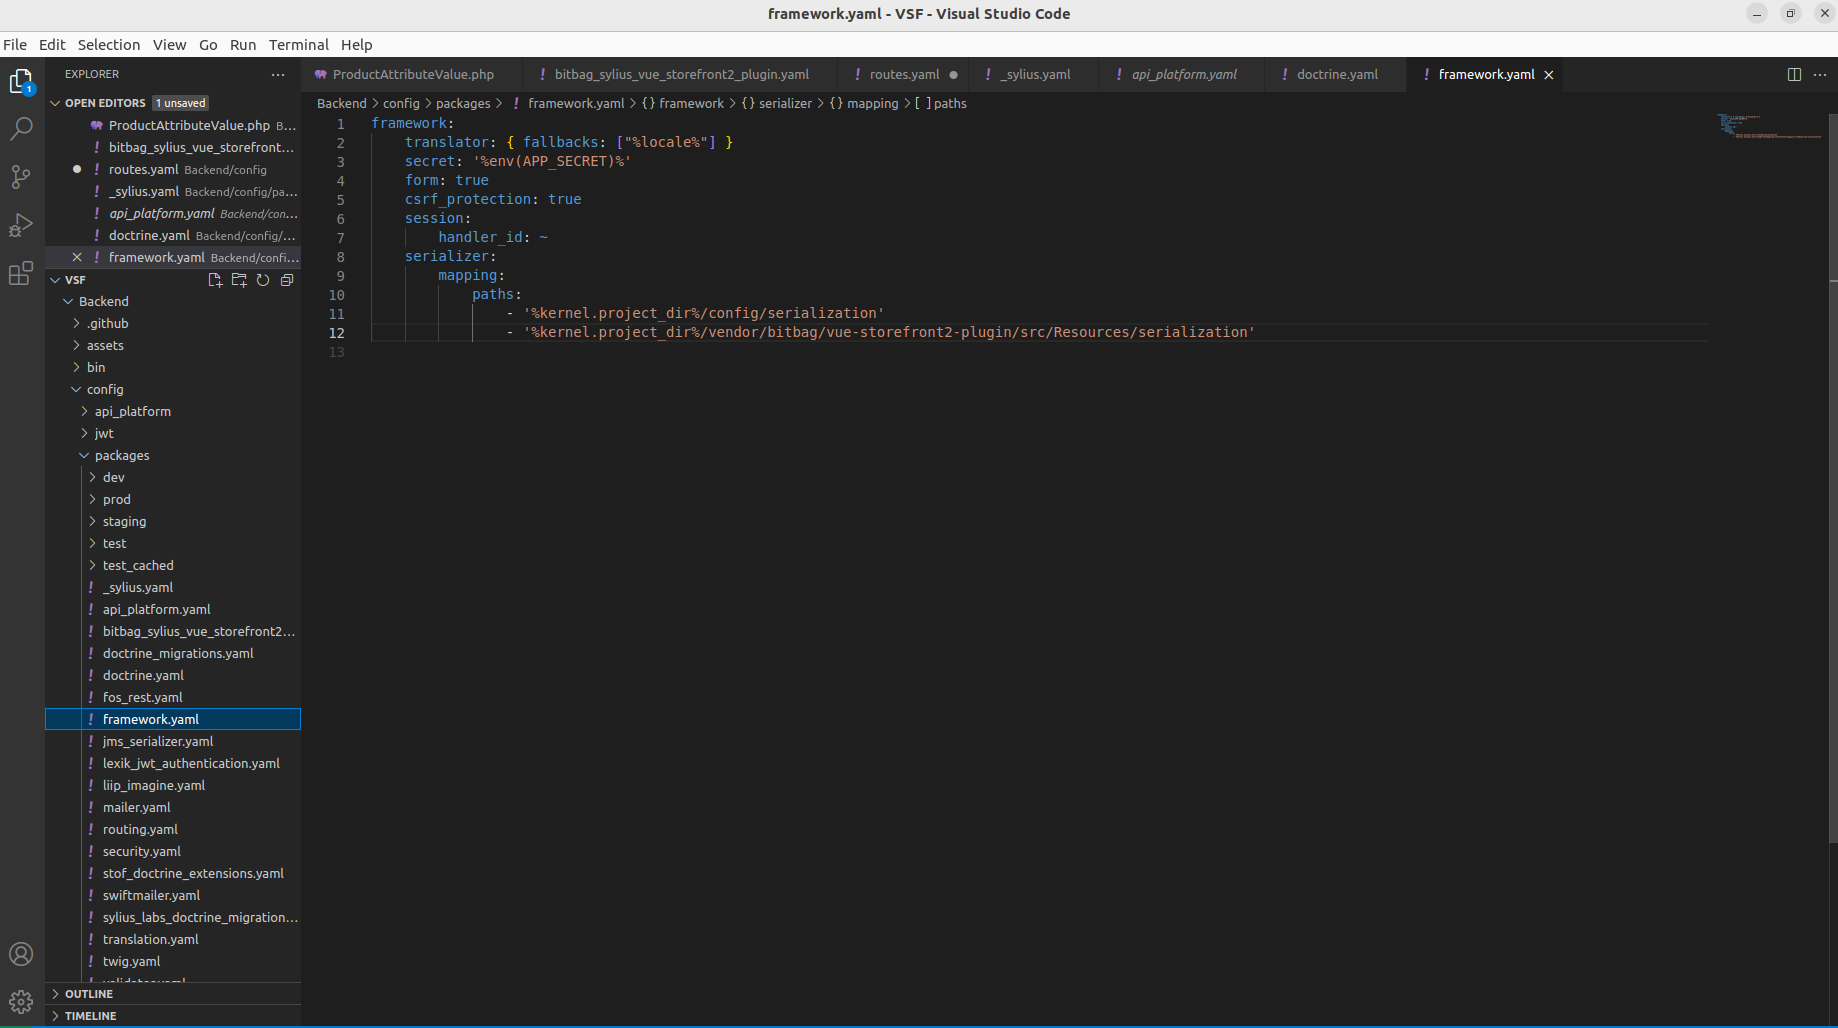 framework.yaml - VSF - Visual Studio Code
File Edit Selection View Go Run Terminal Help
1
EXPLORER
OPEN EDITORS 1 unsaved
ProductAttributeValue.php B...
bitbag_sylius_vue_storefront...
routes.yaml Backend/config
_sylius.yaml Backend/config/pa...
api_platform.yaml Backend/con...
doctrine.yaml Backend/config/...
framework.yaml Backend/confi...
VSF
Backend
.github
assets
bin
config
api_platform
jwt
packages
dev
prod
staging
test
test_cached
_sylius.yaml
api_platform.yaml
bitbag_sylius_vue_storefront2...
doctrine_migrations.yaml
doctrine.yaml
fos_rest.yaml
framework.yaml
jms_serializer.yaml
lexik_jwt_authentication.yaml
liip_imagine.yaml
mailer.yaml
routing.yaml
security.yaml
stof_doctrine_extensions.yaml
swiftmailer.yaml
sylius_labs_doctrine_migration...
translation.yaml
twig.yaml
OUTLINE
TIMELINE
ProductAttributeValue.php bitbag_sylius_vue_storefront2_plugin.yaml routes.yaml _sylius.yaml api_platform.yaml doctrine.yaml framework.yaml
Backend > config > packages > ! framework.yaml > {} framework > {} serializer > {} mapping > [ ] paths
1 framework:
2 translator: { fallbacks: ["%locale%"] }
3 secret: '%env(APP_SECRET)%'
4 form: true
5 csrf_protection: true
6 session:
7 handler_id: ~
8 serializer:
9 mapping:
10 paths:
11 - '%kernel.project_dir%/config/serialization'
12 - '%kernel.project_dir%/vendor/bitbag/vue-storefront2-plugin/src/Resources/serialization'
13